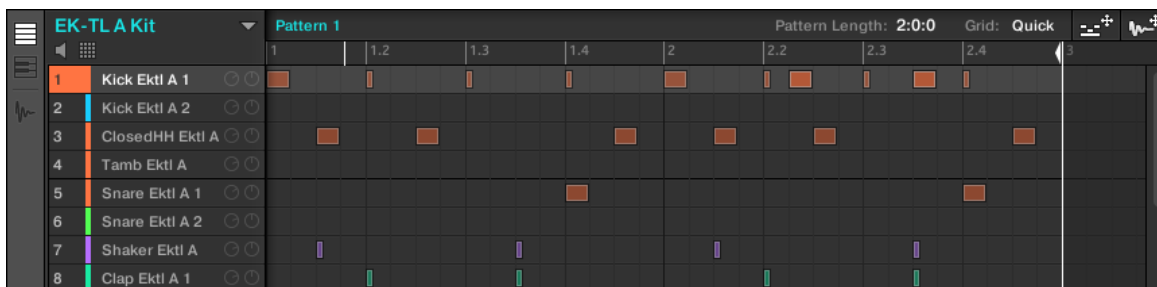 EK-TL A Kit Pattern 1 Pattern Length: 2:0:0 Grid: Quick
1 1.2 1.3 1.4 2 2.2 2.3 2.4 3
1 Kick Ektl A 1
2 Kick Ektl A 2
3 ClosedHH Ektl A
4 Tamb Ektl A
5 Snare Ektl A 1
6 Snare Ektl A 2
7 Shaker Ektl A
8 Clap Ektl A 1